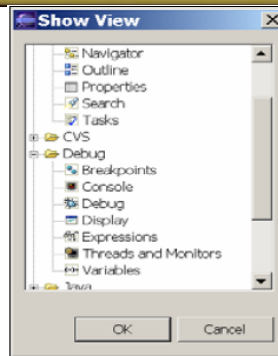 Show View
Navigator
Outline
Properties
Search
Tasks
CVS
Debug
Breakpoints
Console
Debug
Display
Expressions
Threads and Monitors
Variables
Java
OK
Cancel